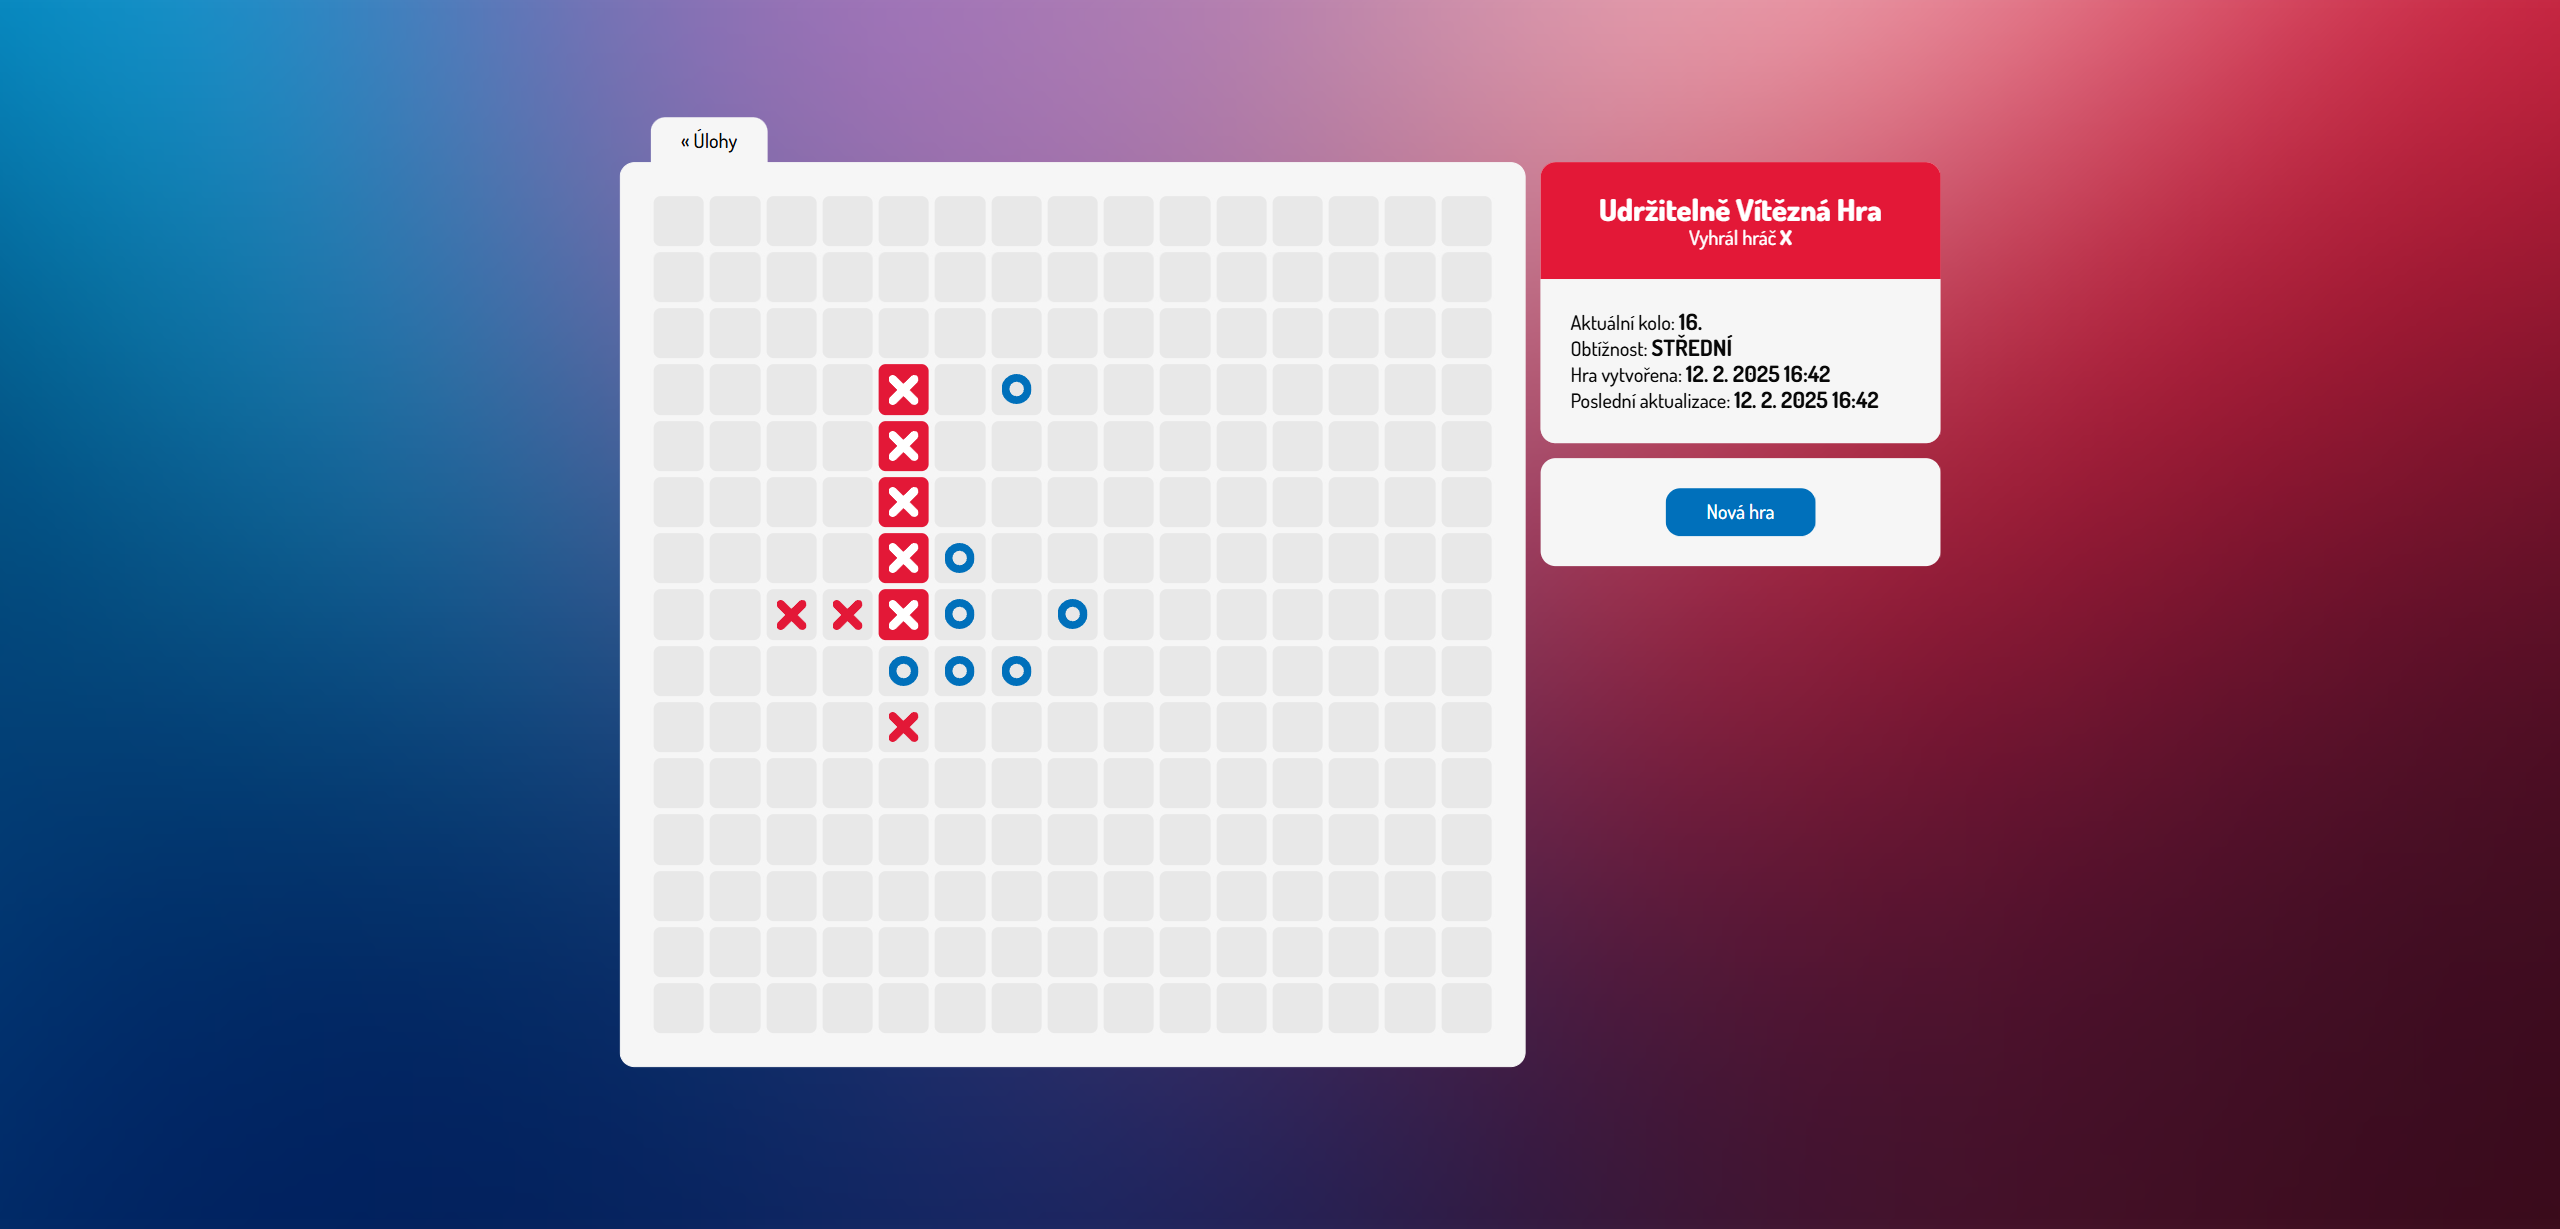 « Úlohy
Udržitelně Vítězná Hra
Vyhrál hráč X
Aktuální kolo: 16.
Obtížnost: STŘEDNÍ
Hra vytvořena: 12. 2. 2025 16:42
Poslední aktualizace: 12. 2. 2025 16:42
Nová hra